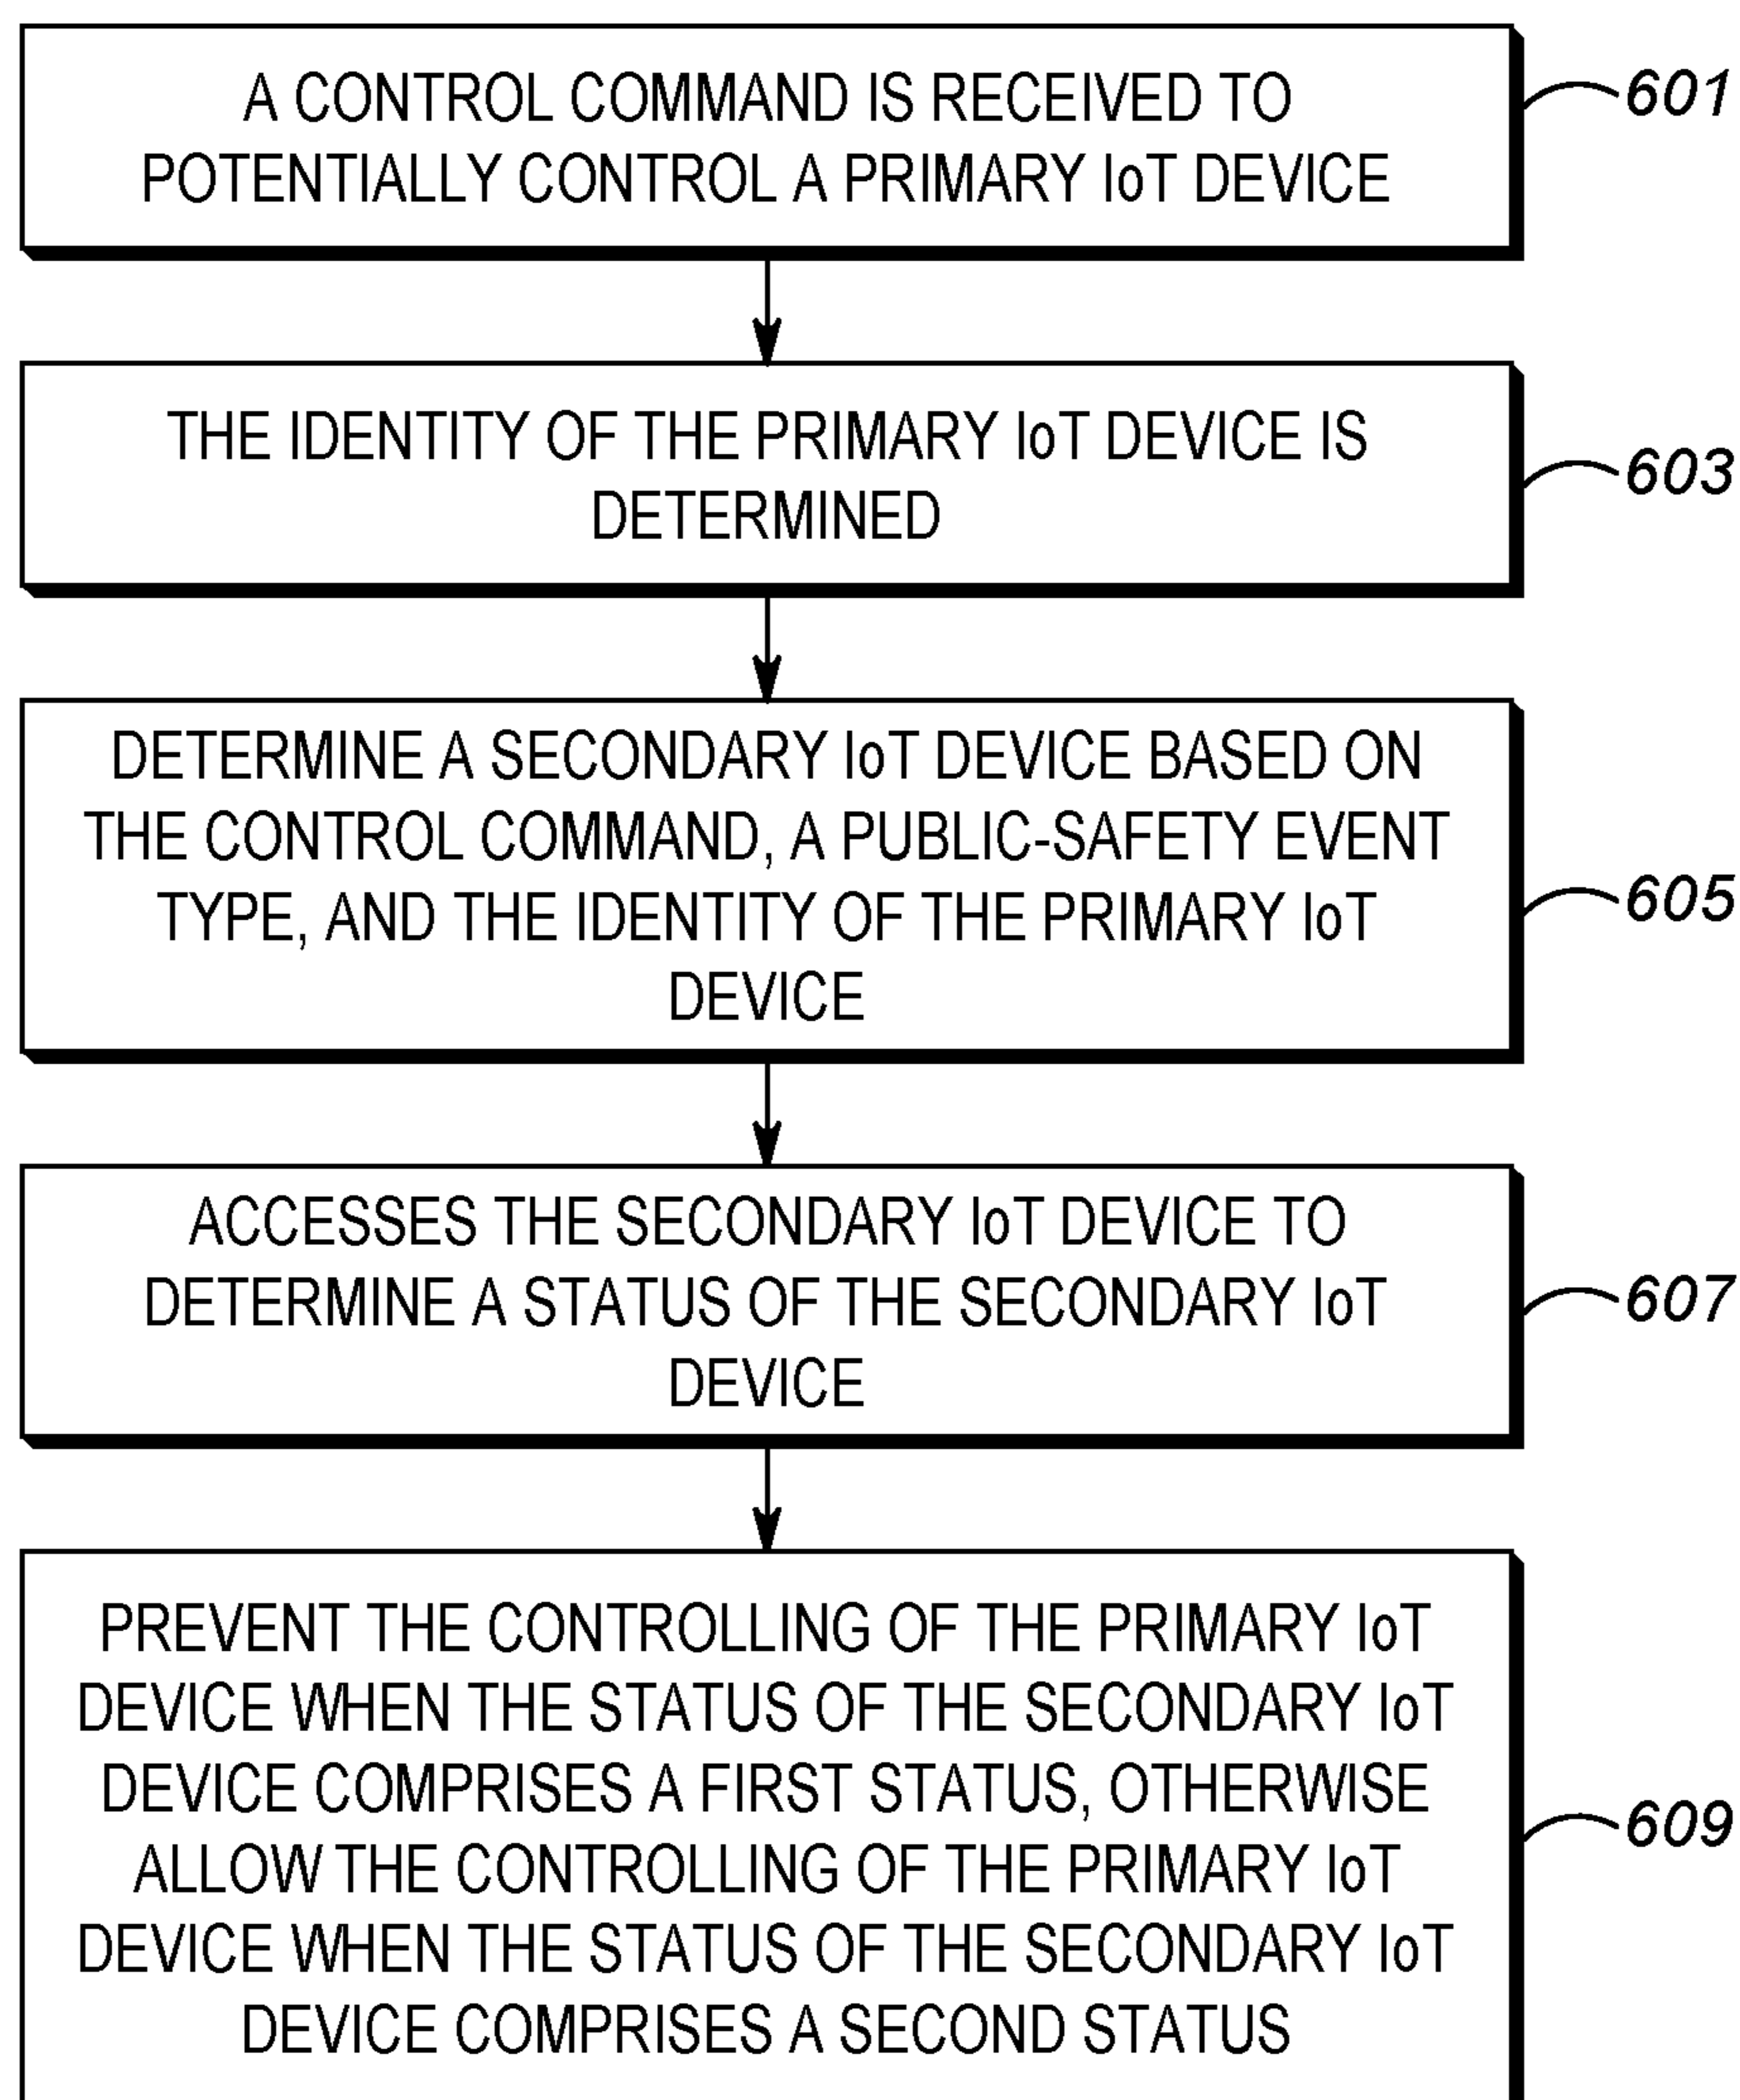 A CONTROL COMMAND IS RECEIVED TO
POTENTIALLY CONTROL A PRIMARY IoT DEVICE
601
THE IDENTITY OF THE PRIMARY IoT DEVICE IS
DETERMINED
603
DETERMINE A SECONDARY IoT DEVICE BASED ON
THE CONTROL COMMAND, A PUBLIC-SAFETY EVENT
TYPE, AND THE IDENTITY OF THE PRIMARY IoT
DEVICE
605
ACCESSES THE SECONDARY IoT DEVICE TO
DETERMINE A STATUS OF THE SECONDARY IoT
DEVICE
607
PREVENT THE CONTROLLING OF THE PRIMARY IoT
DEVICE WHEN THE STATUS OF THE SECONDARY IoT
DEVICE COMPRISES A FIRST STATUS, OTHERWISE
ALLOW THE CONTROLLING OF THE PRIMARY IoT
DEVICE WHEN THE STATUS OF THE SECONDARY IoT
DEVICE COMPRISES A SECOND STATUS
609